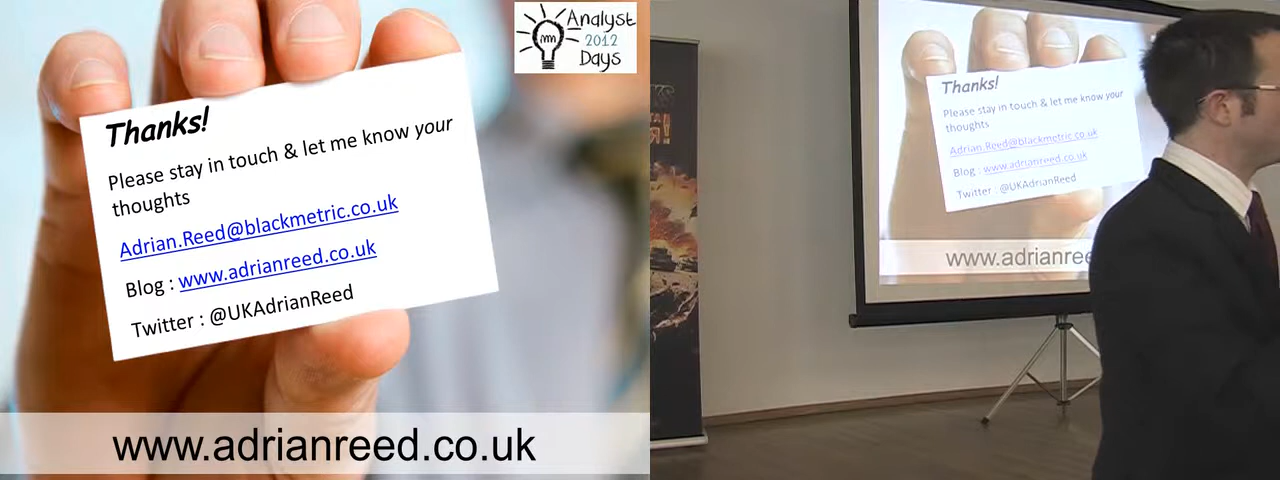 Analyst
2012
Days
Thanks!
Please stay in touch & let me know your
thoughts
Adrian.Reed@blackmetric.co.uk
Blog : www.adrianreed.co.uk
Twitter : @UKAdrianReed
www.adrianreed.co.uk
Thanks!
Please stay in touch & let me know your
thoughts
Adrian.Reed@blackmetric.co.uk
Blog : www.adrianreed.co.uk
Twitter : @UKAdrianReed
www.adrianree